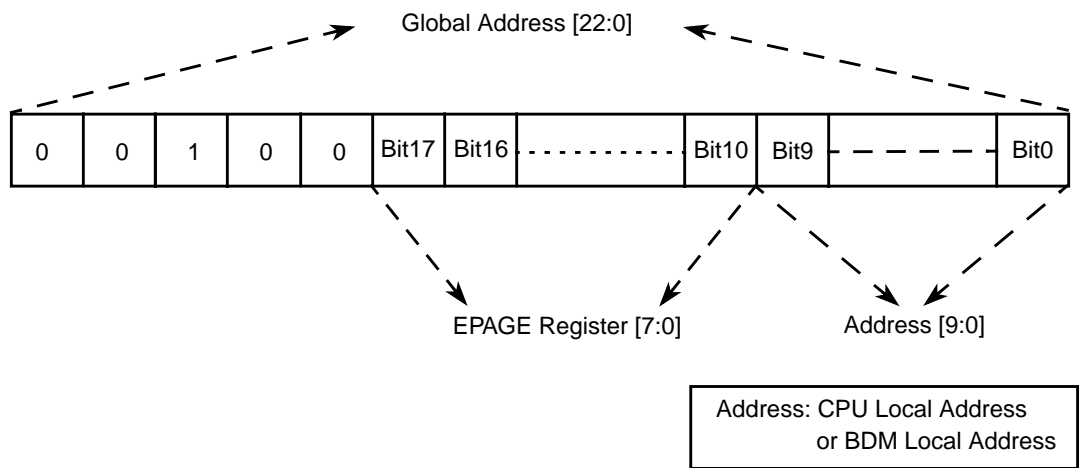 Global Address [22:0]
0 0 1 0 0 Bit17 Bit16 Bit10 Bit9 Bit0
EPAGE Register [7:0] Address [9:0]
Address: CPU Local Address
or BDM Local Address